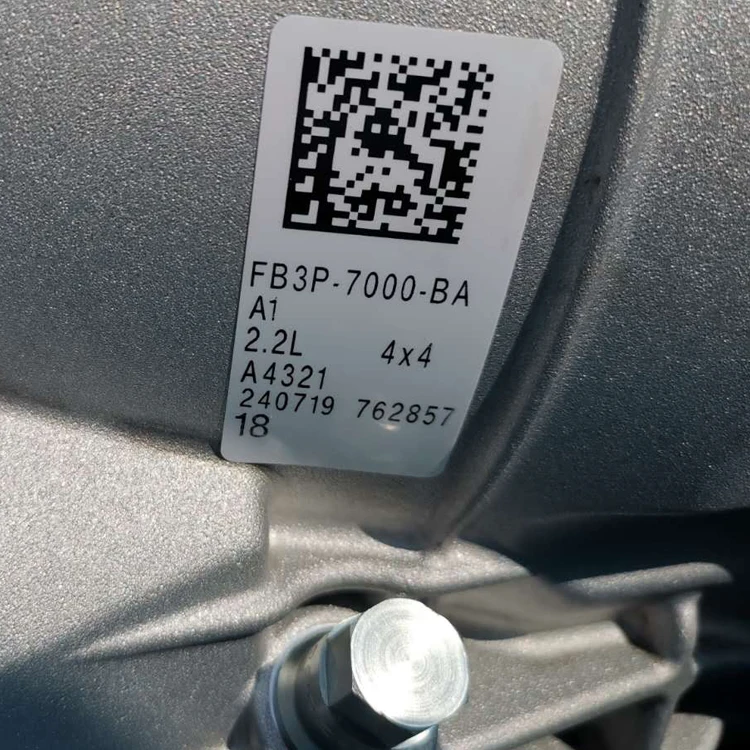 FB3P-7000-BA
A1
2.2L 4x4
A4321
240719 762857
18